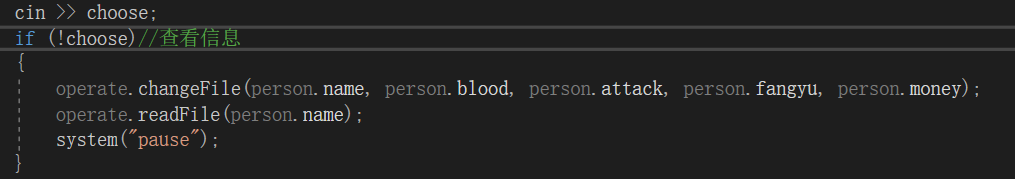 cin >> choose;
if (!choose)//查看信息
{
operate.changeFile(person.name, person.blood, person.attack, person.fangyu, person.money);
operate.readFile(person.name);
system("pause");
}